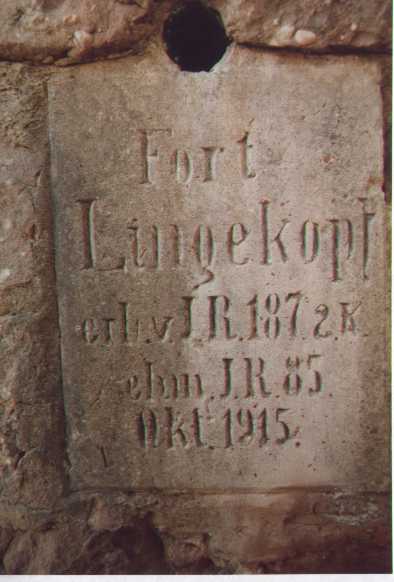 Fort
Lingekopf
erb. v. J.R. 187. 2. K.
ehm. J.R. 85.
Okt. 1915.